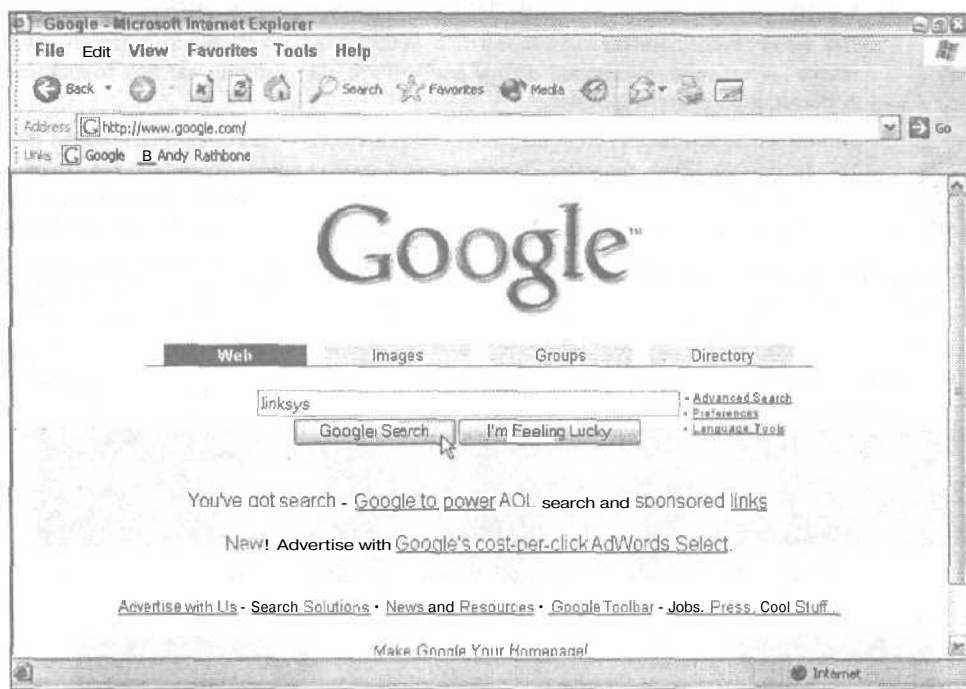 Google - Microsoft Internet Explorer
File Edit View Favorites Tools Help
Back Search Favorites Media
Address http://www.google.com/ Go
Links Google B Andy Rathbone
Google™
Web Images Groups Directory
linksys
• Advanced Search
• Preferences
• Language Tools
Google Search I'm Feeling Lucky
You've got search - Google to power AOL search and sponsored links
New! Advertise with Google's cost-per-click AdWords Select.
Advertise with Us - Search Solutions • News and Resources • Google Toolbar - Jobs. Press, Cool Stuff...
Make Google Your Homepage!
Internet